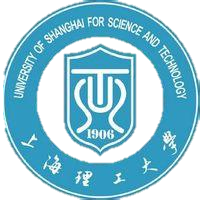 UNIVERSITY OF SHANGHAI FOR SCIENCE AND TECHNOLOGY
1906
上海理工大學